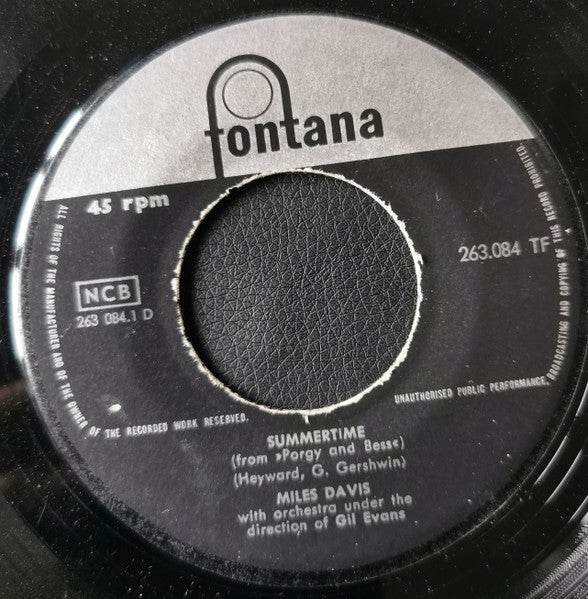 fontana
45 rpm
263.084 TF
NCB
263 084.1 D
ALL RIGHTS OF THE MANUFACTURER AND OF THE OWNER OF THE RECORDED WORK RESERVED.
UNAUTHORISED PUBLIC PERFORMANCE, BROADCASTING AND COPYING OF THIS RECORD PROHIBITED.
SUMMERTIME
(from »Porgy and Bess«)
(Heyward, G. Gershwin)
MILES DAVIS
with orchestra under the
direction of Gil Evans